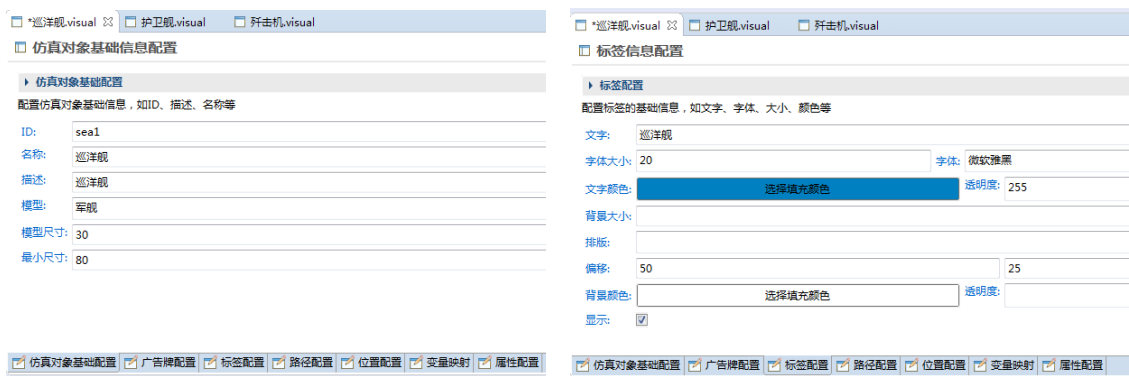 *巡洋舰.visual 护卫舰.visual 歼击机.visual
仿真对象基础信息配置
仿真对象基础配置
配置仿真对象基础信息，如ID、描述、名称等
ID: sea1
名称: 巡洋舰
描述: 巡洋舰
模型: 军舰
模型尺寸: 30
最小尺寸: 80
仿真对象基础配置 广告牌配置 标签配置 路径配置 位置配置 变量映射 属性配置
*巡洋舰.visual 护卫舰.visual 歼击机.visual
标签信息配置
标签配置
配置标签的基础信息，如文字、字体、大小、颜色等
文字: 巡洋舰
字体大小: 20 字体: 微软雅黑
文字颜色: 选择填充颜色 透明度: 255
背景大小:
排版:
偏移: 50 25
背景颜色: 选择填充颜色 透明度:
显示:
仿真对象基础配置 广告牌配置 标签配置 路径配置 位置配置 变量映射 属性配置